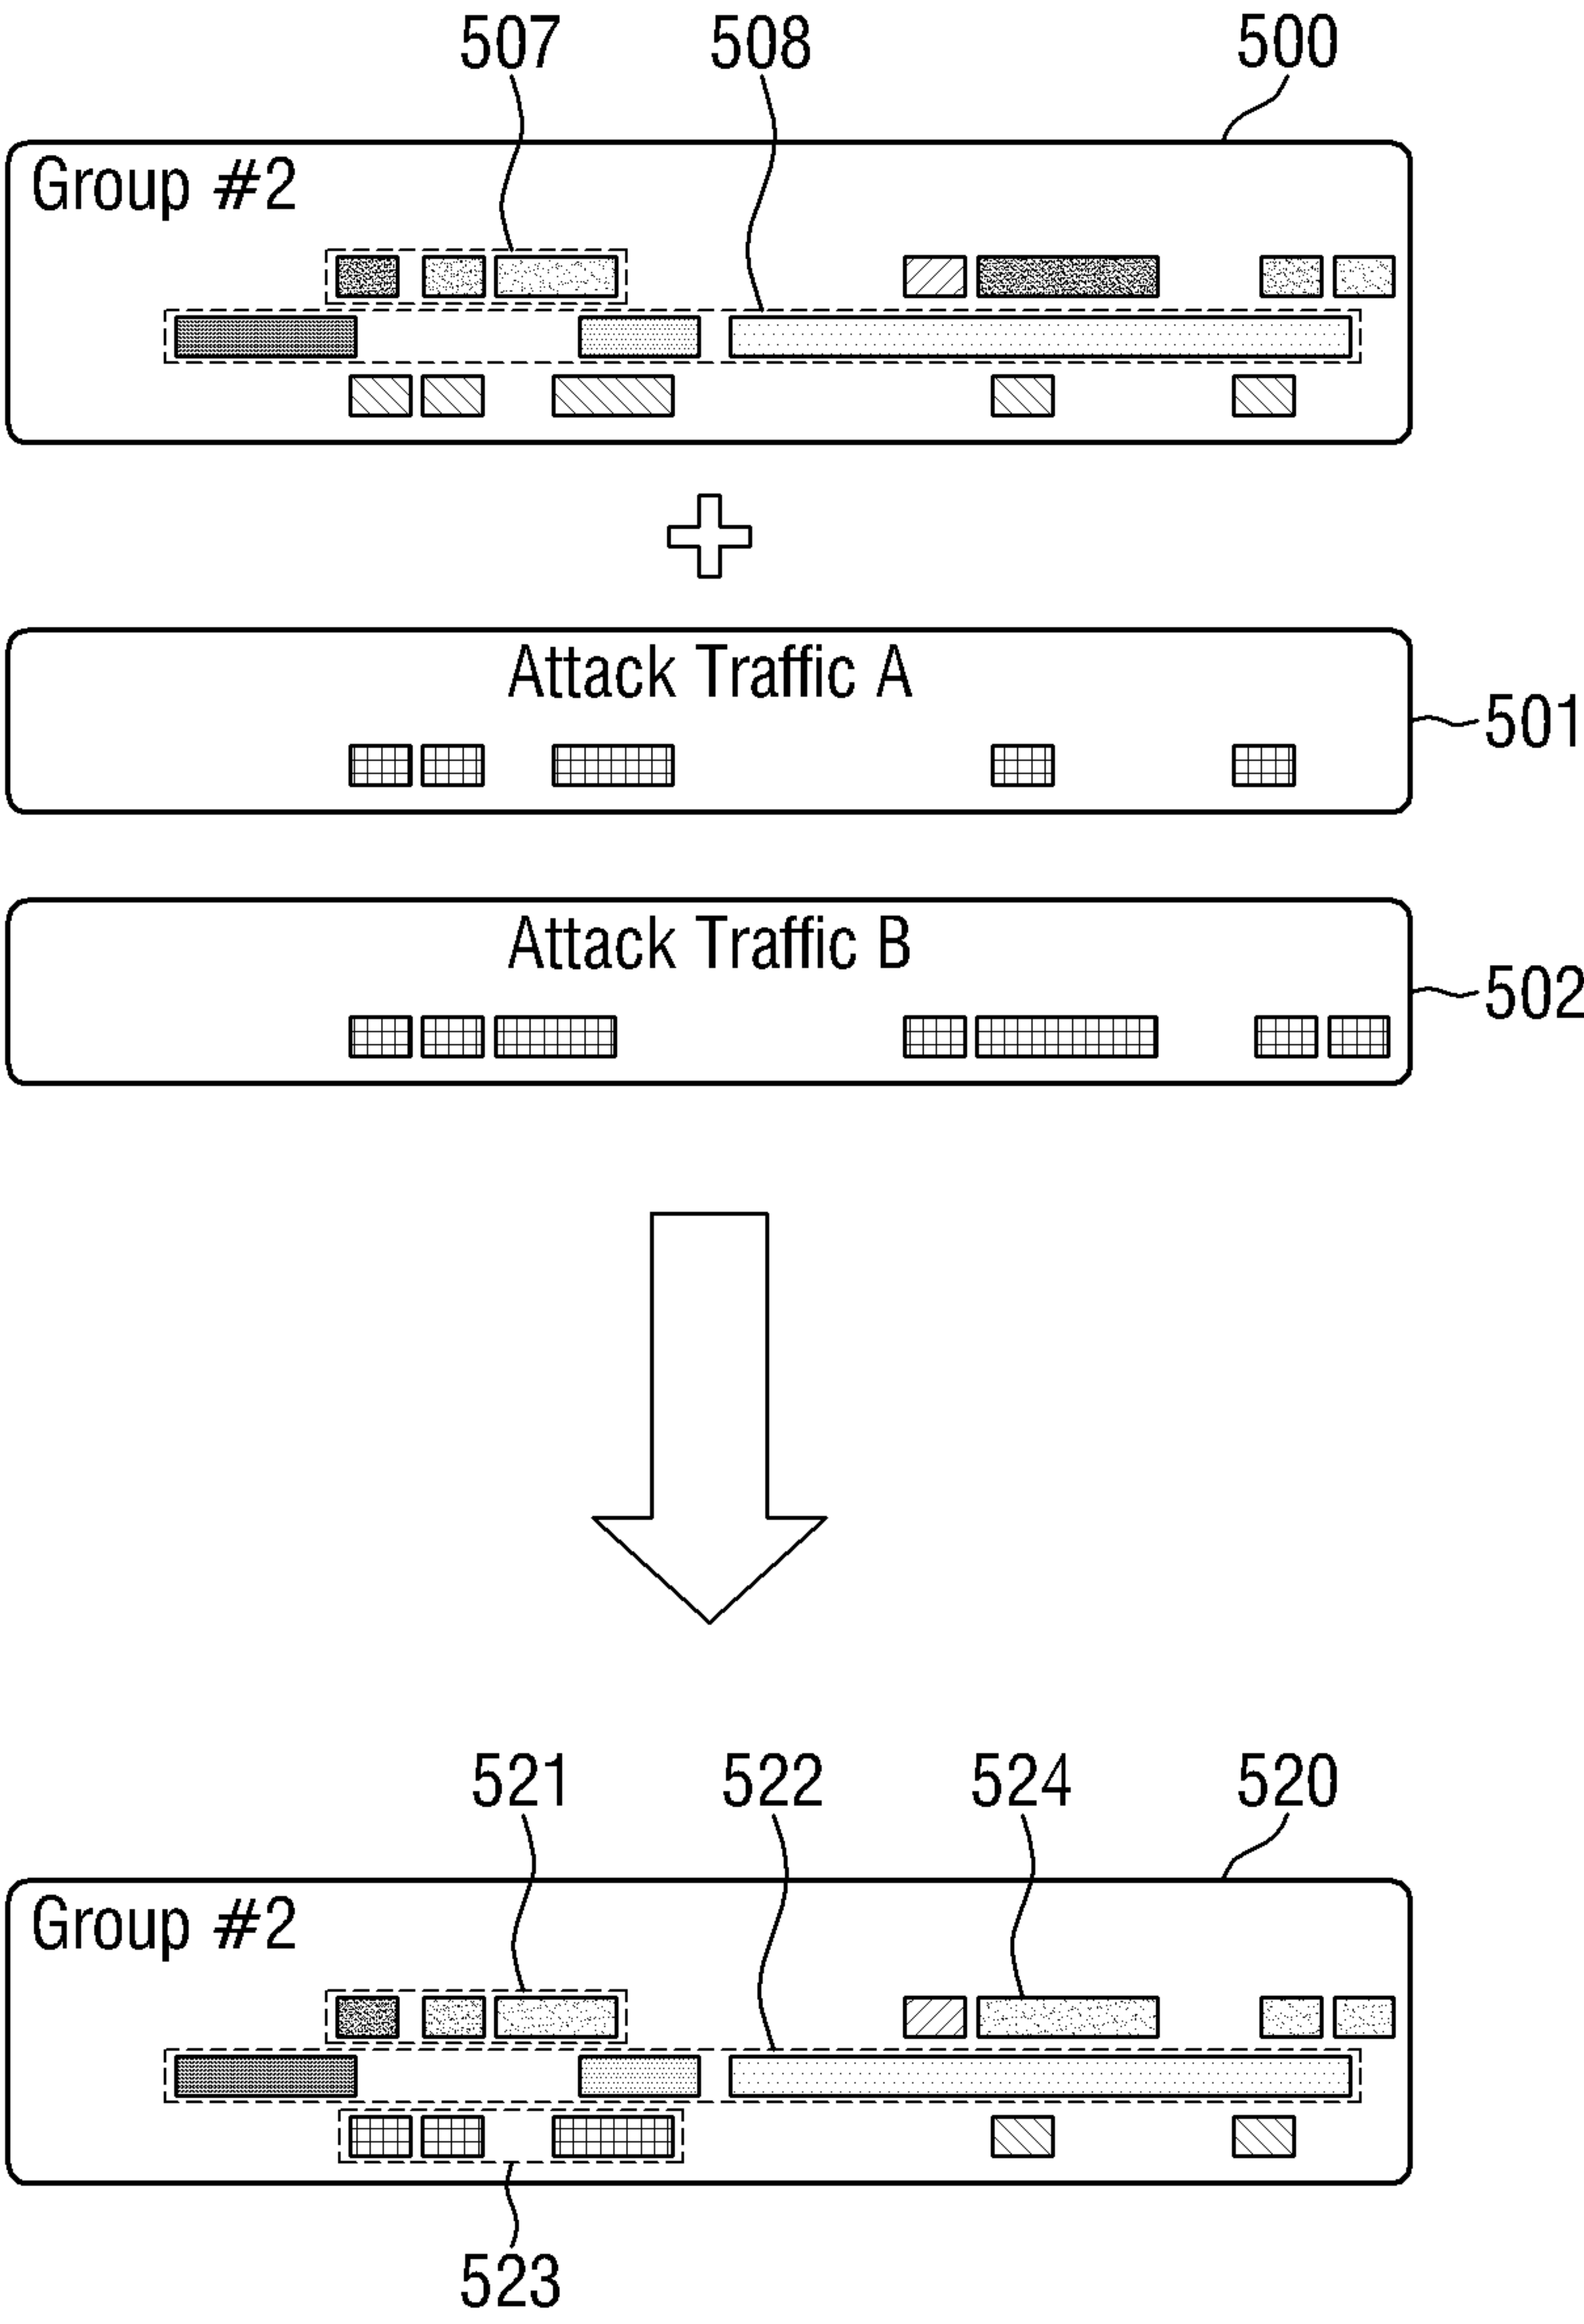 507 508 500
Group #2
Attack Traffic A
501
Attack Traffic B
502
521 522 524 520
Group #2
523